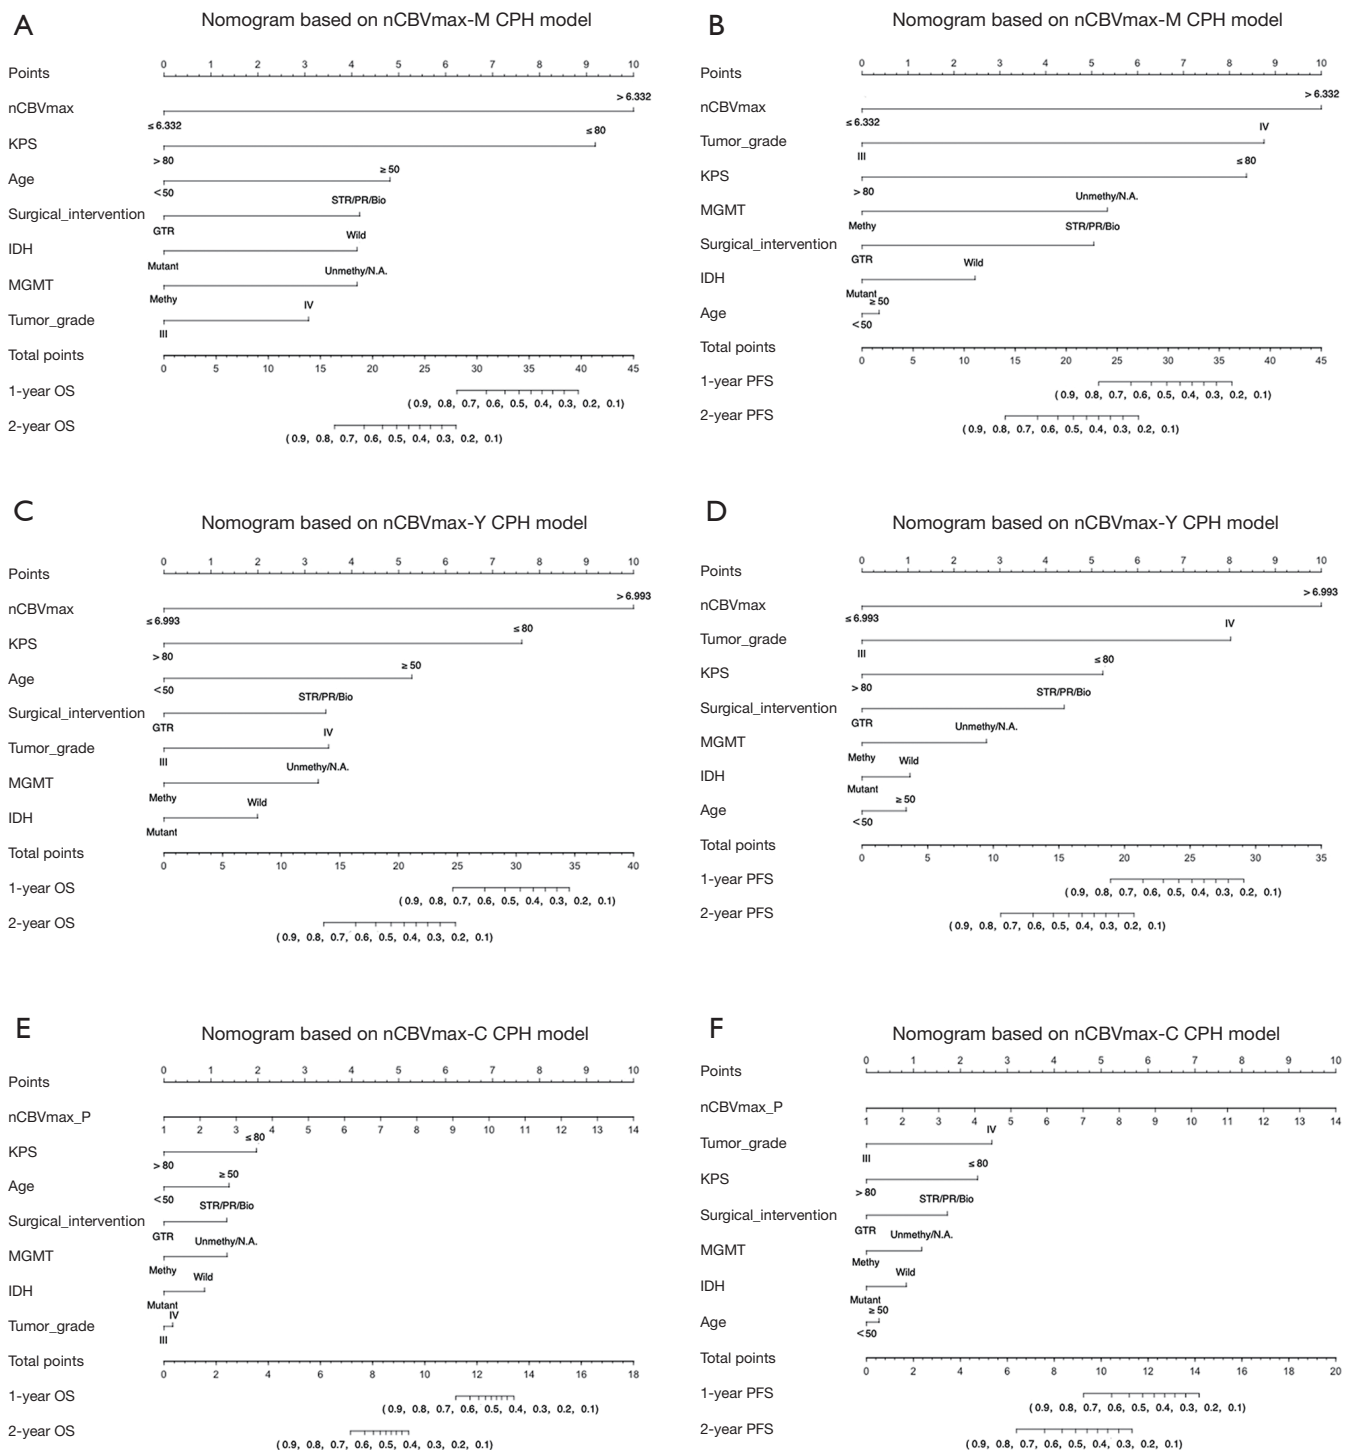 A
Nomogram based on nCBVmax-M CPH model
Points
0 1 2 3 4 5 6 7 8 9 10
nCBVmax
> 6.332
≤ 6.332
KPS
≤ 80
> 80
Age
≥ 50
< 50
Surgical_intervention
STR/PR/Bio
GTR
IDH
Wild
Mutant
MGMT
Unmethy/N.A.
Methy
Tumor_grade
IV
III
Total points
0 5 10 15 20 25 30 35 40 45
1-year OS
( 0.9, 0.8, 0.7, 0.6, 0.5, 0.4, 0.3, 0.2, 0.1)
2-year OS
( 0.9, 0.8, 0.7, 0.6, 0.5, 0.4, 0.3, 0.2, 0.1)
B
Nomogram based on nCBVmax-M CPH model
Points
0 1 2 3 4 5 6 7 8 9 10
nCBVmax
> 6.332
≤ 6.332
Tumor_grade
IV
III
KPS
≤ 80
> 80
MGMT
Unmethy/N.A.
Methy
Surgical_intervention
STR/PR/Bio
GTR
IDH
Wild
Mutant
Age
≥ 50
< 50
Total points
0 5 10 15 20 25 30 35 40 45
1-year PFS
( 0.9, 0.8, 0.7, 0.6, 0.5, 0.4, 0.3, 0.2, 0.1)
2-year PFS
( 0.9, 0.8, 0.7, 0.6, 0.5, 0.4, 0.3, 0.2, 0.1)
C
Nomogram based on nCBVmax-Y CPH model
Points
0 1 2 3 4 5 6 7 8 9 10
nCBVmax
> 6.993
≤ 6.993
KPS
≤ 80
> 80
Age
≥ 50
< 50
Surgical_intervention
STR/PR/Bio
GTR
Tumor_grade
IV
III
MGMT
Unmethy/N.A.
Methy
IDH
Wild
Mutant
Total points
0 5 10 15 20 25 30 35 40
1-year OS
( 0.9, 0.8, 0.7, 0.6, 0.5, 0.4, 0.3, 0.2, 0.1)
2-year OS
( 0.9, 0.8, 0.7, 0.6, 0.5, 0.4, 0.3, 0.2, 0.1)
D
Nomogram based on nCBVmax-Y CPH model
Points
0 1 2 3 4 5 6 7 8 9 10
nCBVmax
> 6.993
≤ 6.993
Tumor_grade
IV
III
KPS
≤ 80
> 80
Surgical_intervention
STR/PR/Bio
GTR
MGMT
Unmethy/N.A.
Methy
IDH
Wild
Mutant
Age
≥ 50
< 50
Total points
0 5 10 15 20 25 30 35
1-year PFS
( 0.9, 0.8, 0.7, 0.6, 0.5, 0.4, 0.3, 0.2, 0.1)
2-year PFS
( 0.9, 0.8, 0.7, 0.6, 0.5, 0.4, 0.3, 0.2, 0.1)
E
Nomogram based on nCBVmax-C CPH model
Points
0 1 2 3 4 5 6 7 8 9 10
nCBVmax_P
1 2 3 4 5 6 7 8 9 10 11 12 13 14
KPS
≤ 80
> 80
Age
≥ 50
< 50
Surgical_intervention
STR/PR/Bio
GTR
MGMT
Unmethy/N.A.
Methy
IDH
Wild
Mutant
Tumor_grade
IV
III
Total points
0 2 4 6 8 10 12 14 16 18
1-year OS
( 0.9, 0.8, 0.7, 0.6, 0.5, 0.4, 0.3, 0.2, 0.1)
2-year OS
( 0.9, 0.8, 0.7, 0.6, 0.5, 0.4, 0.3, 0.2, 0.1)
F
Nomogram based on nCBVmax-C CPH model
Points
0 1 2 3 4 5 6 7 8 9 10
nCBVmax_P
1 2 3 4 5 6 7 8 9 10 11 12 13 14
Tumor_grade
IV
III
KPS
≤ 80
> 80
Surgical_intervention
STR/PR/Bio
GTR
MGMT
Unmethy/N.A.
Methy
IDH
Wild
Mutant
Age
≥ 50
< 50
Total points
0 2 4 6 8 10 12 14 16 18 20
1-year PFS
( 0.9, 0.8, 0.7, 0.6, 0.5, 0.4, 0.3, 0.2, 0.1)
2-year PFS
( 0.9, 0.8, 0.7, 0.6, 0.5, 0.4, 0.3, 0.2, 0.1)